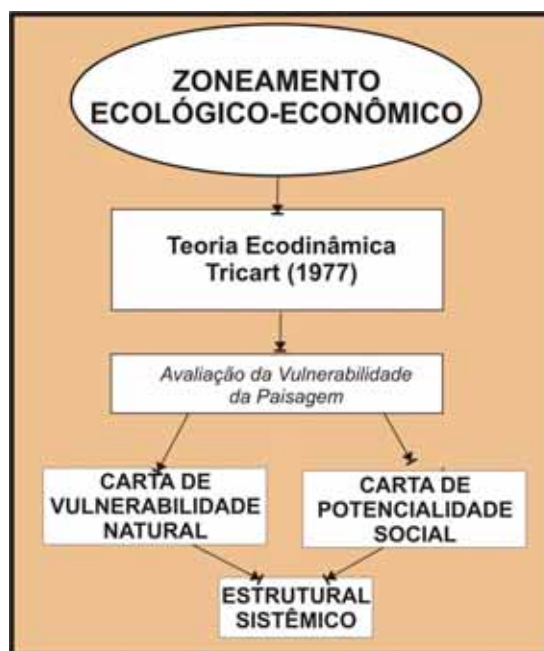 ZONEAMENTO
ECOLÓGICO-ECONÔMICO
Teoria Ecodinâmica
Tricart (1977)
Avaliação da Vulnerabilidade
da Paisagem
CARTA DE
VULNERABILIDADE
NATURAL
CARTA DE
POTENCIALIDADE
SOCIAL
ESTRUTURAL
SISTÊMICO